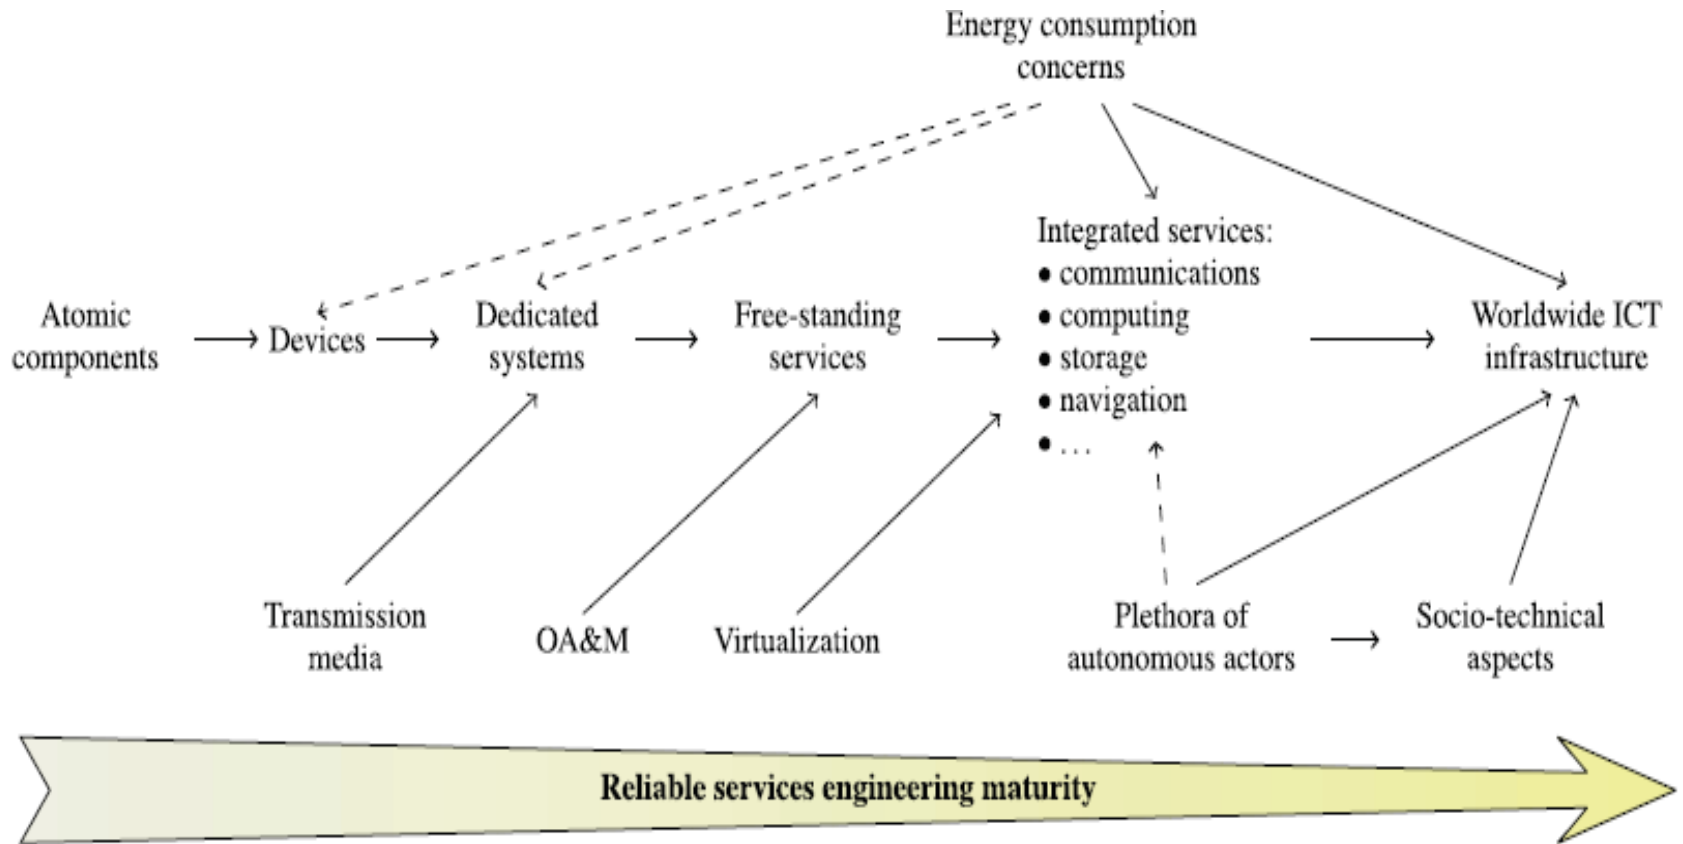 Energy consumption
concerns
Atomic
components
Devices
Dedicated
systems
Free-standing
services
Integrated services:
• communications
• computing
• storage
• navigation
• ...
Worldwide ICT
infrastructure
Transmission
media
OA&M
Virtualization
Plethora of
autonomous actors
Socio-technical
aspects
Reliable services engineering maturity